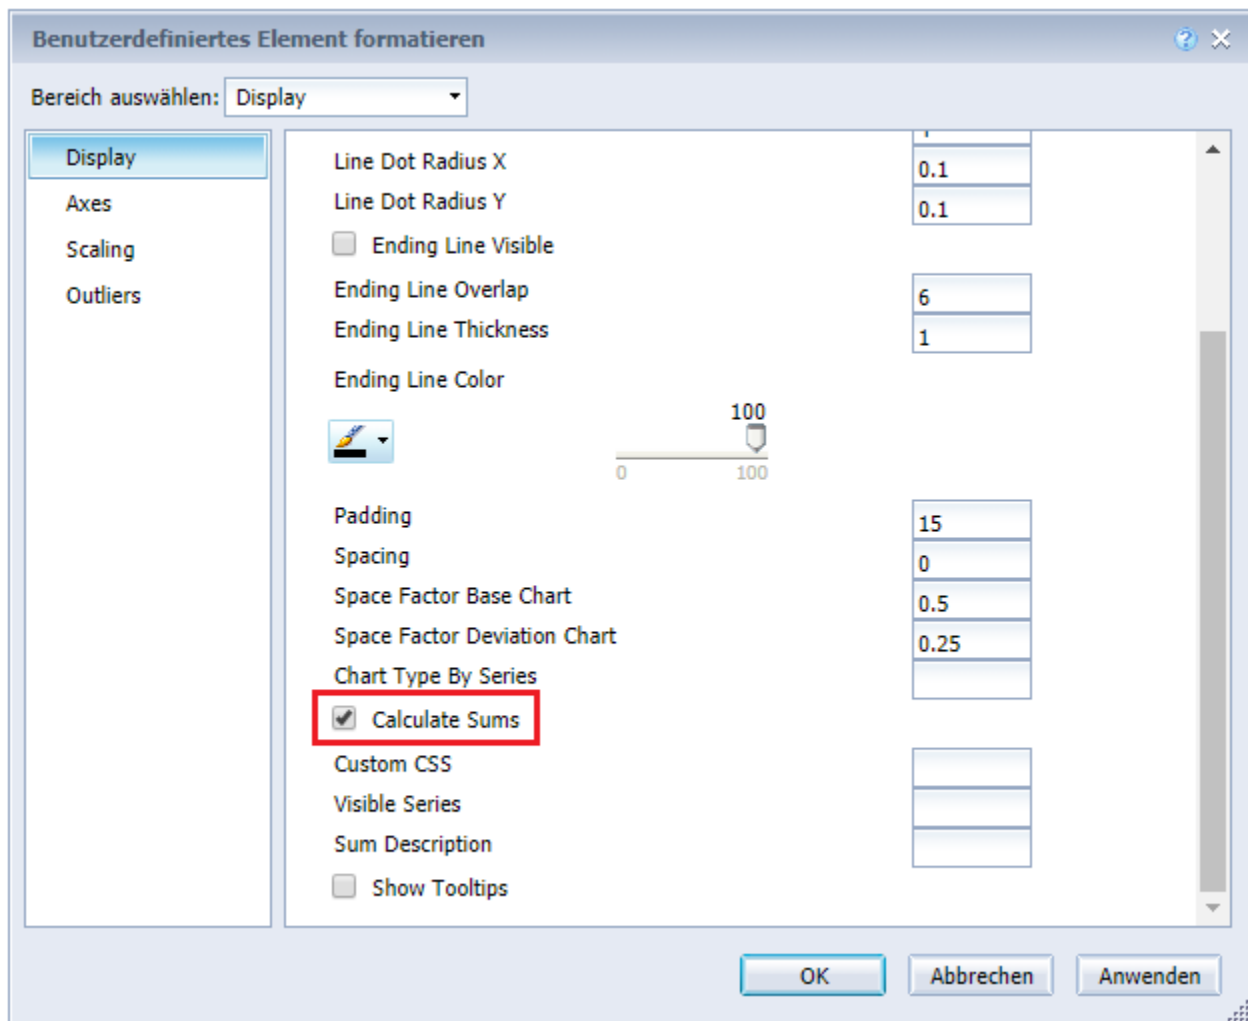 Benutzerdefiniertes Element formatieren
Bereich auswählen: Display
Display
Axes
Scaling
Outliers
Line Dot Radius X 0.1
Line Dot Radius Y 0.1
Ending Line Visible
Ending Line Overlap 6
Ending Line Thickness 1
Ending Line Color
100
0 100
Padding 15
Spacing 0
Space Factor Base Chart 0.5
Space Factor Deviation Chart 0.25
Chart Type By Series
Calculate Sums
Custom CSS
Visible Series
Sum Description
Show Tooltips
OK Abbrechen Anwenden